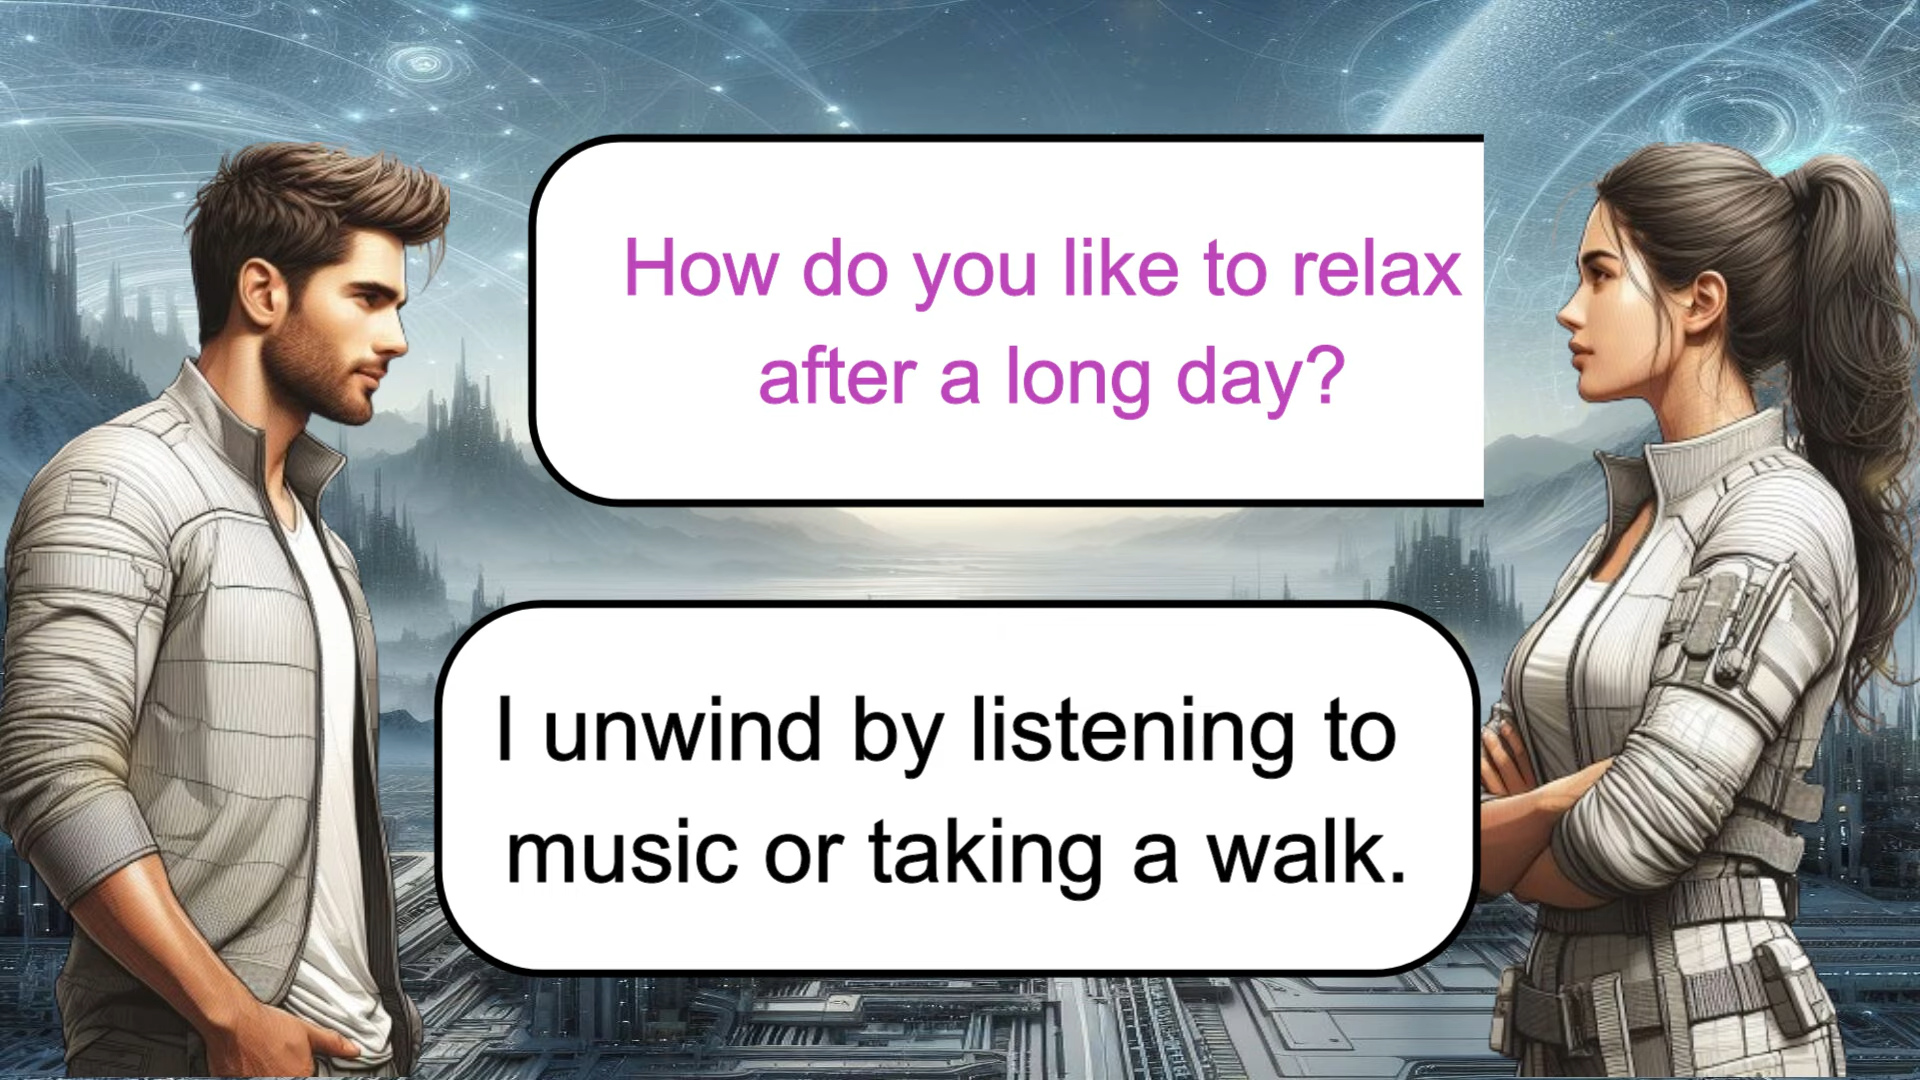 How do you like to relax
after a long day?
I unwind by listening to
music or taking a walk.